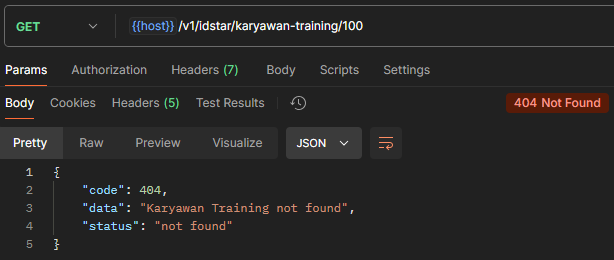 GET {{host}}/v1/idstar/karyawan-training/100
Params Authorization Headers (7) Body Scripts Settings
Body Cookies Headers (5) Test Results 404 Not Found
Pretty Raw Preview Visualize JSON
1 {
2 "code": 404,
3 "data": "Karyawan Training not found",
4 "status": "not found"
5 }